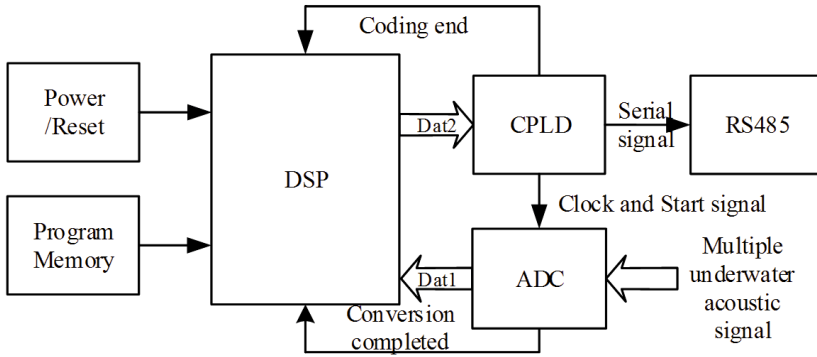 Coding end
Power
/Reset
DSP
Dat2
CPLD
Serial
signal
RS485
Clock and Start signal
Program
Memory
Dat1
ADC
Multiple
underwater
acoustic
signal
Conversion
completed